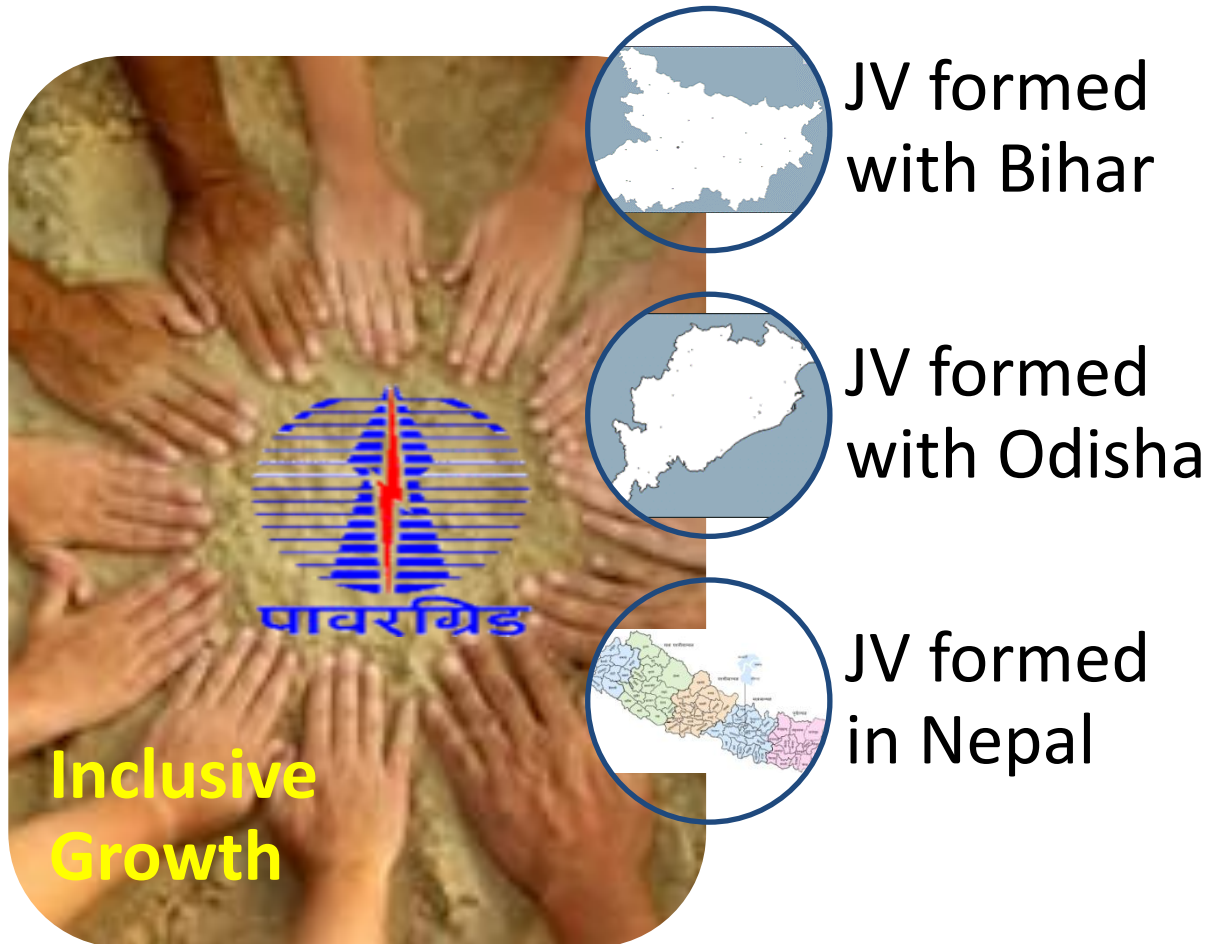 JV formed
with Bihar
JV formed
with Odisha
पावरग्रिड
JV formed
in Nepal
Inclusive
Growth